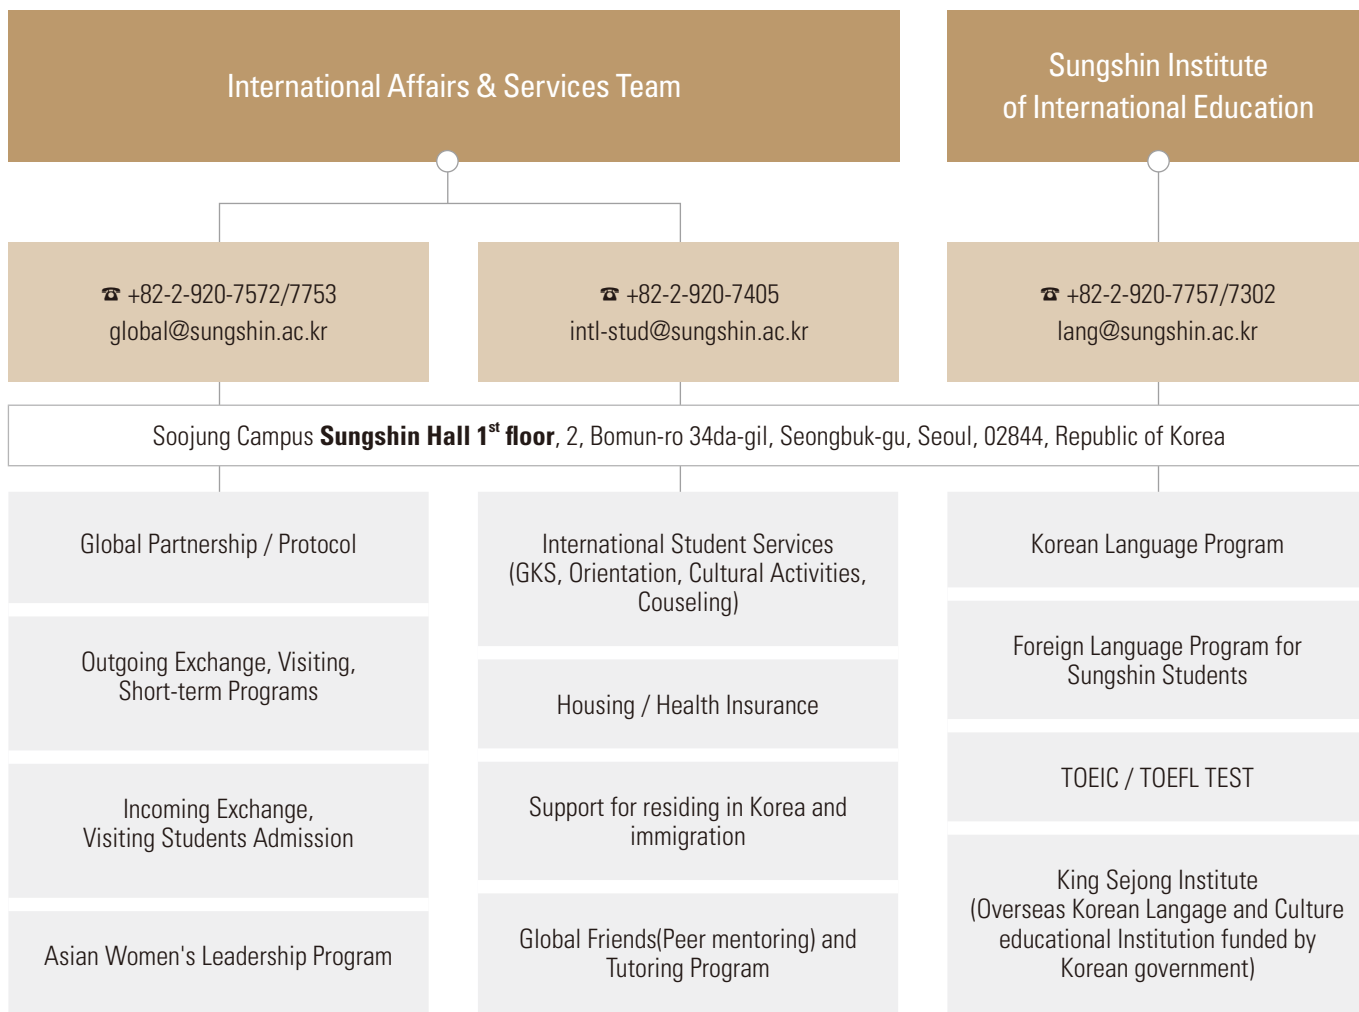 International Affairs & Services Team
Sungshin Institute
of International Education
☎ +82-2-920-7572/7753
global@sungshin.ac.kr
☎ +82-2-920-7405
intl-stud@sungshin.ac.kr
☎ +82-2-920-7757/7302
lang@sungshin.ac.kr
Soojung Campus Sungshin Hall 1st floor, 2, Bomun-ro 34da-gil, Seongbuk-gu, Seoul, 02844, Republic of Korea
Global Partnership / Protocol
Outgoing Exchange, Visiting,
Short-term Programs
Incoming Exchange,
Visiting Students Admission
Asian Women's Leadership Program
International Student Services
(GKS, Orientation, Cultural Activities,
Couseling)
Housing / Health Insurance
Support for residing in Korea and
immigration
Global Friends(Peer mentoring) and
Tutoring Program
Korean Language Program
Foreign Language Program for
Sungshin Students
TOEIC / TOEFL TEST
King Sejong Institute
(Overseas Korean Langage and Culture
educational Institution funded by
Korean government)